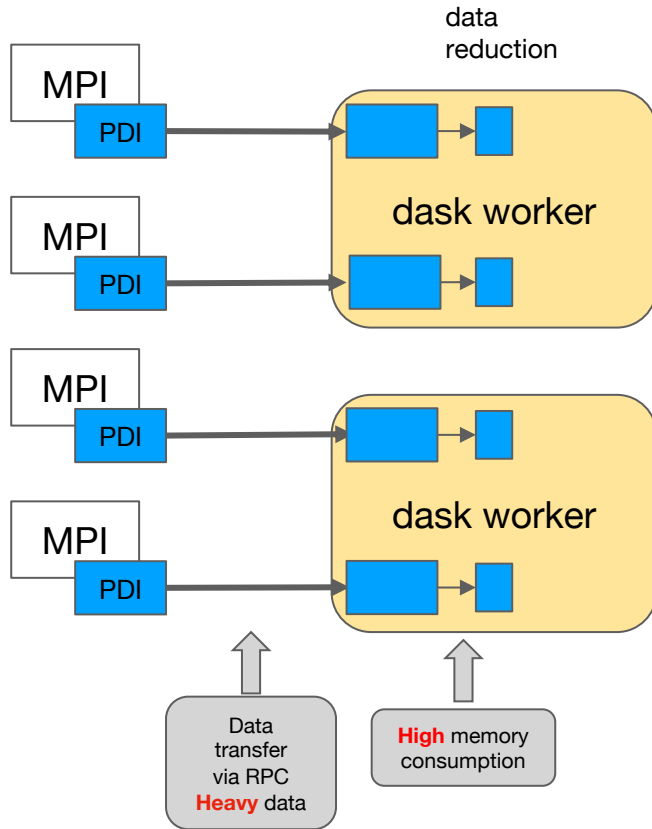 data
reduction
MPI
PDI
MPI
PDI
dask worker
MPI
PDI
MPI
PDI
dask worker
Data
transfer
via RPC
Heavy data
High memory
consumption